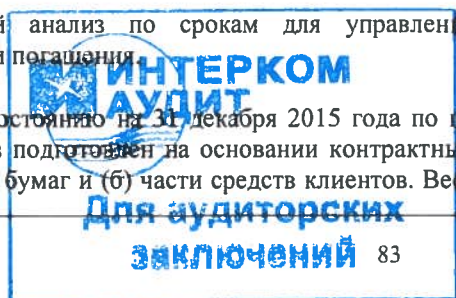 й анализ по срокам для управлен
и погашения.
ИНТЕРКОМ
АУДИТ
остоянию на 31 декабря 2015 года по
в подготовлен на основании контрактны
бумаг и (б) части средств клиентов. Ве
Для аудиторских
заключений 83